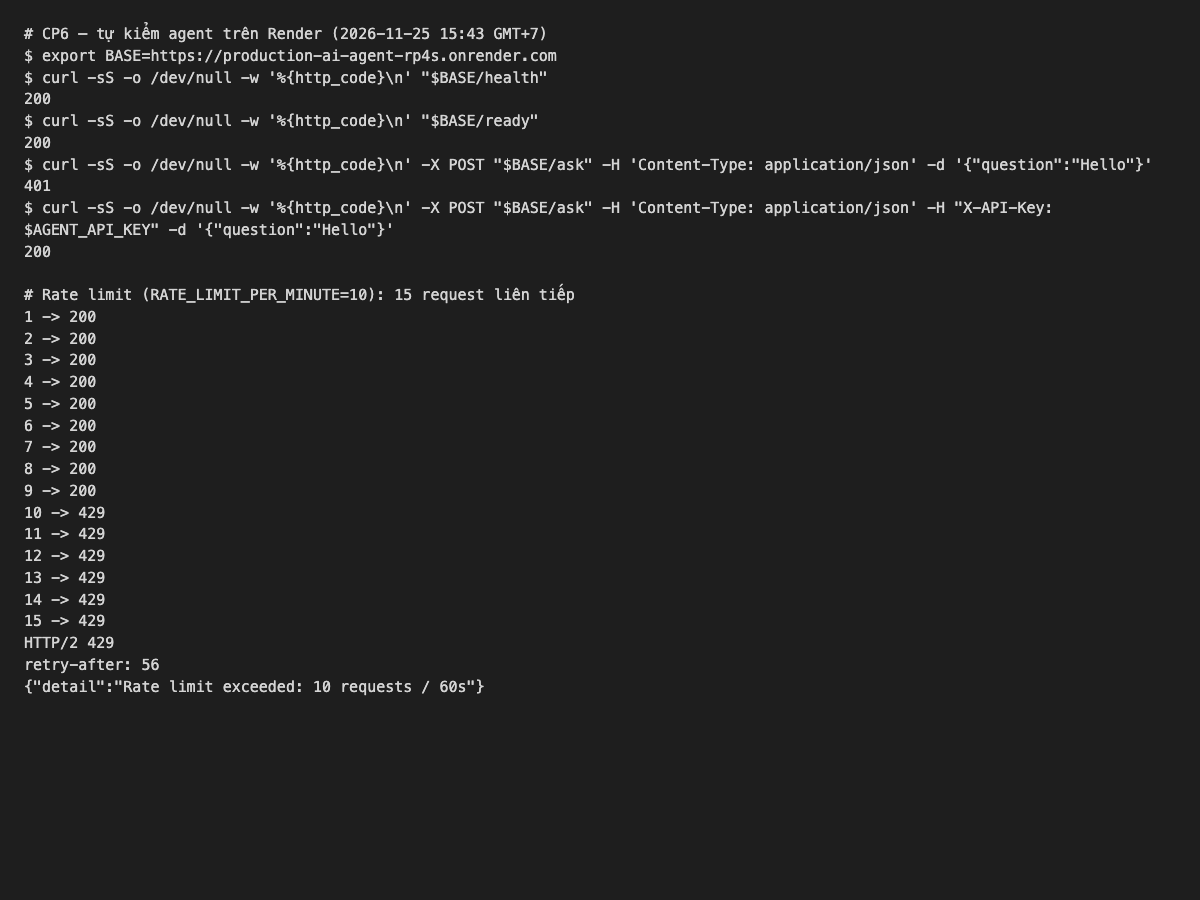 # CP6 — tự kiểm agent trên Render (2026-11-25 15:43 GMT+7)
$ export BASE=https://production-ai-agent-rp4s.onrender.com
$ curl -sS -o /dev/null -w '%{http_code}\n' "$BASE/health"
200
$ curl -sS -o /dev/null -w '%{http_code}\n' "$BASE/ready"
200
$ curl -sS -o /dev/null -w '%{http_code}\n' -X POST "$BASE/ask" -H 'Content-Type: application/json' -d '{"question":"Hello"}'
401
$ curl -sS -o /dev/null -w '%{http_code}\n' -X POST "$BASE/ask" -H 'Content-Type: application/json' -H "X-API-Key:
$AGENT_API_KEY" -d '{"question":"Hello"}'
200
# Rate limit (RATE_LIMIT_PER_MINUTE=10): 15 request liên tiếp
1 -> 200
2 -> 200
3 -> 200
4 -> 200
5 -> 200
6 -> 200
7 -> 200
8 -> 200
9 -> 200
10 -> 429
11 -> 429
12 -> 429
13 -> 429
14 -> 429
15 -> 429
HTTP/2 429
retry-after: 56
{"detail":"Rate limit exceeded: 10 requests / 60s"}